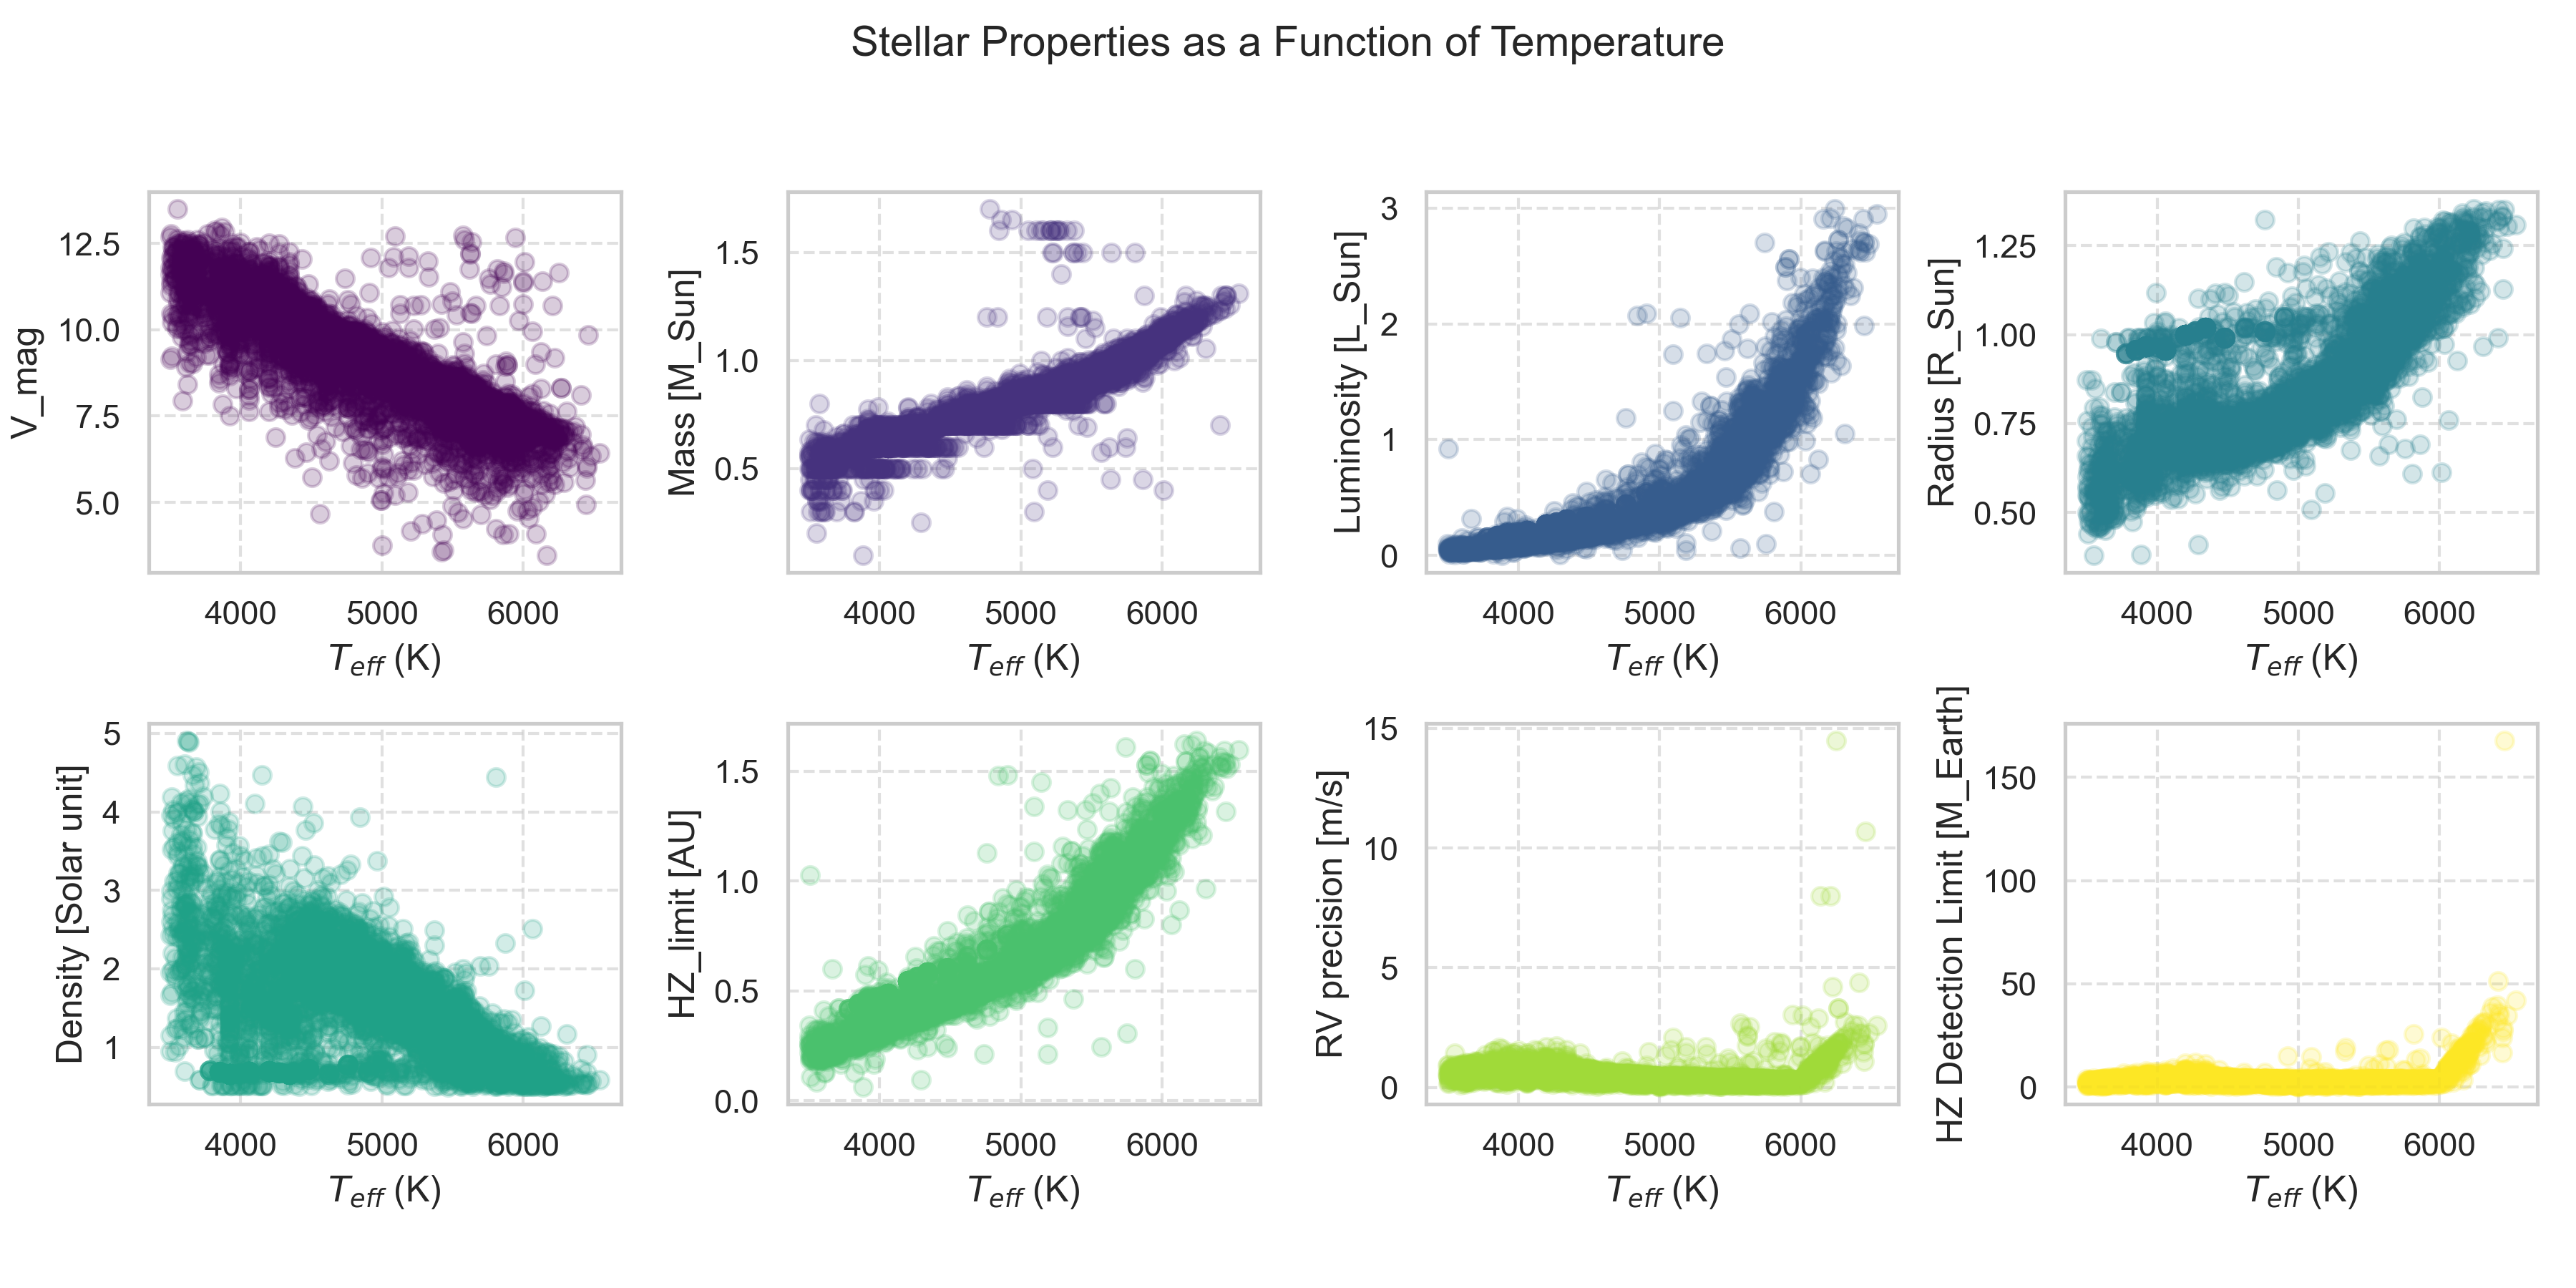 Stellar Properties as a Function of Temperature
V_mag
12.5
10.0
7.5
5.0
4000 5000 6000
T_eff (K)
Mass [M_Sun]
1.5
1.0
0.5
4000 5000 6000
T_eff (K)
Luminosity [L_Sun]
3
2
1
0
4000 5000 6000
T_eff (K)
Radius [R_Sun]
1.25
1.00
0.75
0.50
4000 5000 6000
T_eff (K)
Density [Solar unit]
5
4
3
2
1
4000 5000 6000
T_eff (K)
HZ_limit [AU]
1.5
1.0
0.5
0.0
4000 5000 6000
T_eff (K)
RV precision [m/s]
15
10
5
0
4000 5000 6000
T_eff (K)
HZ Detection Limit [M_Earth]
150
100
50
0
4000 5000 6000
T_eff (K)